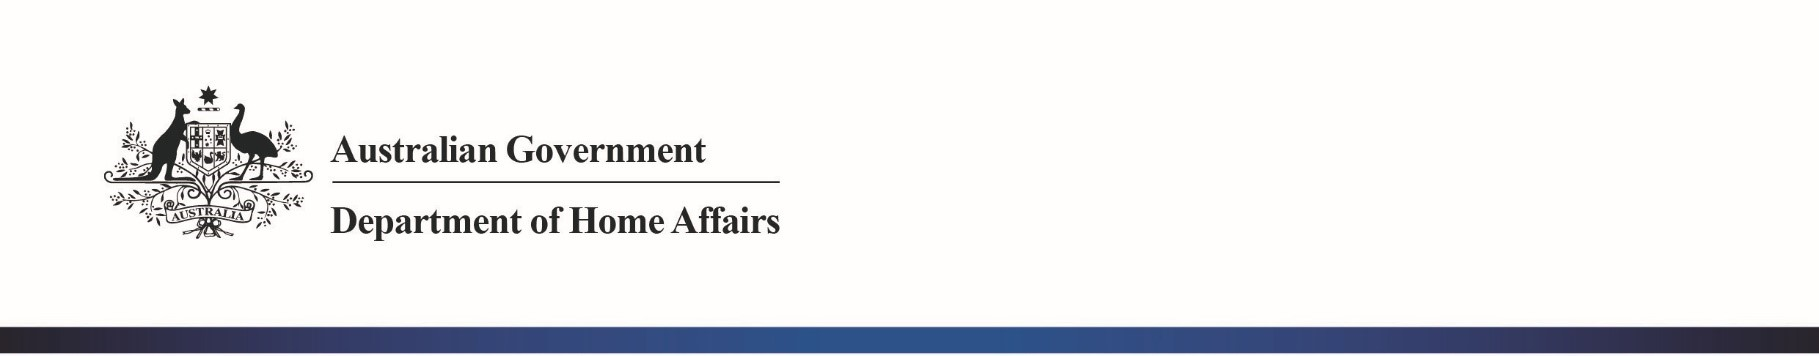 AUSTRALIA
Australian Government
Department of Home Affairs